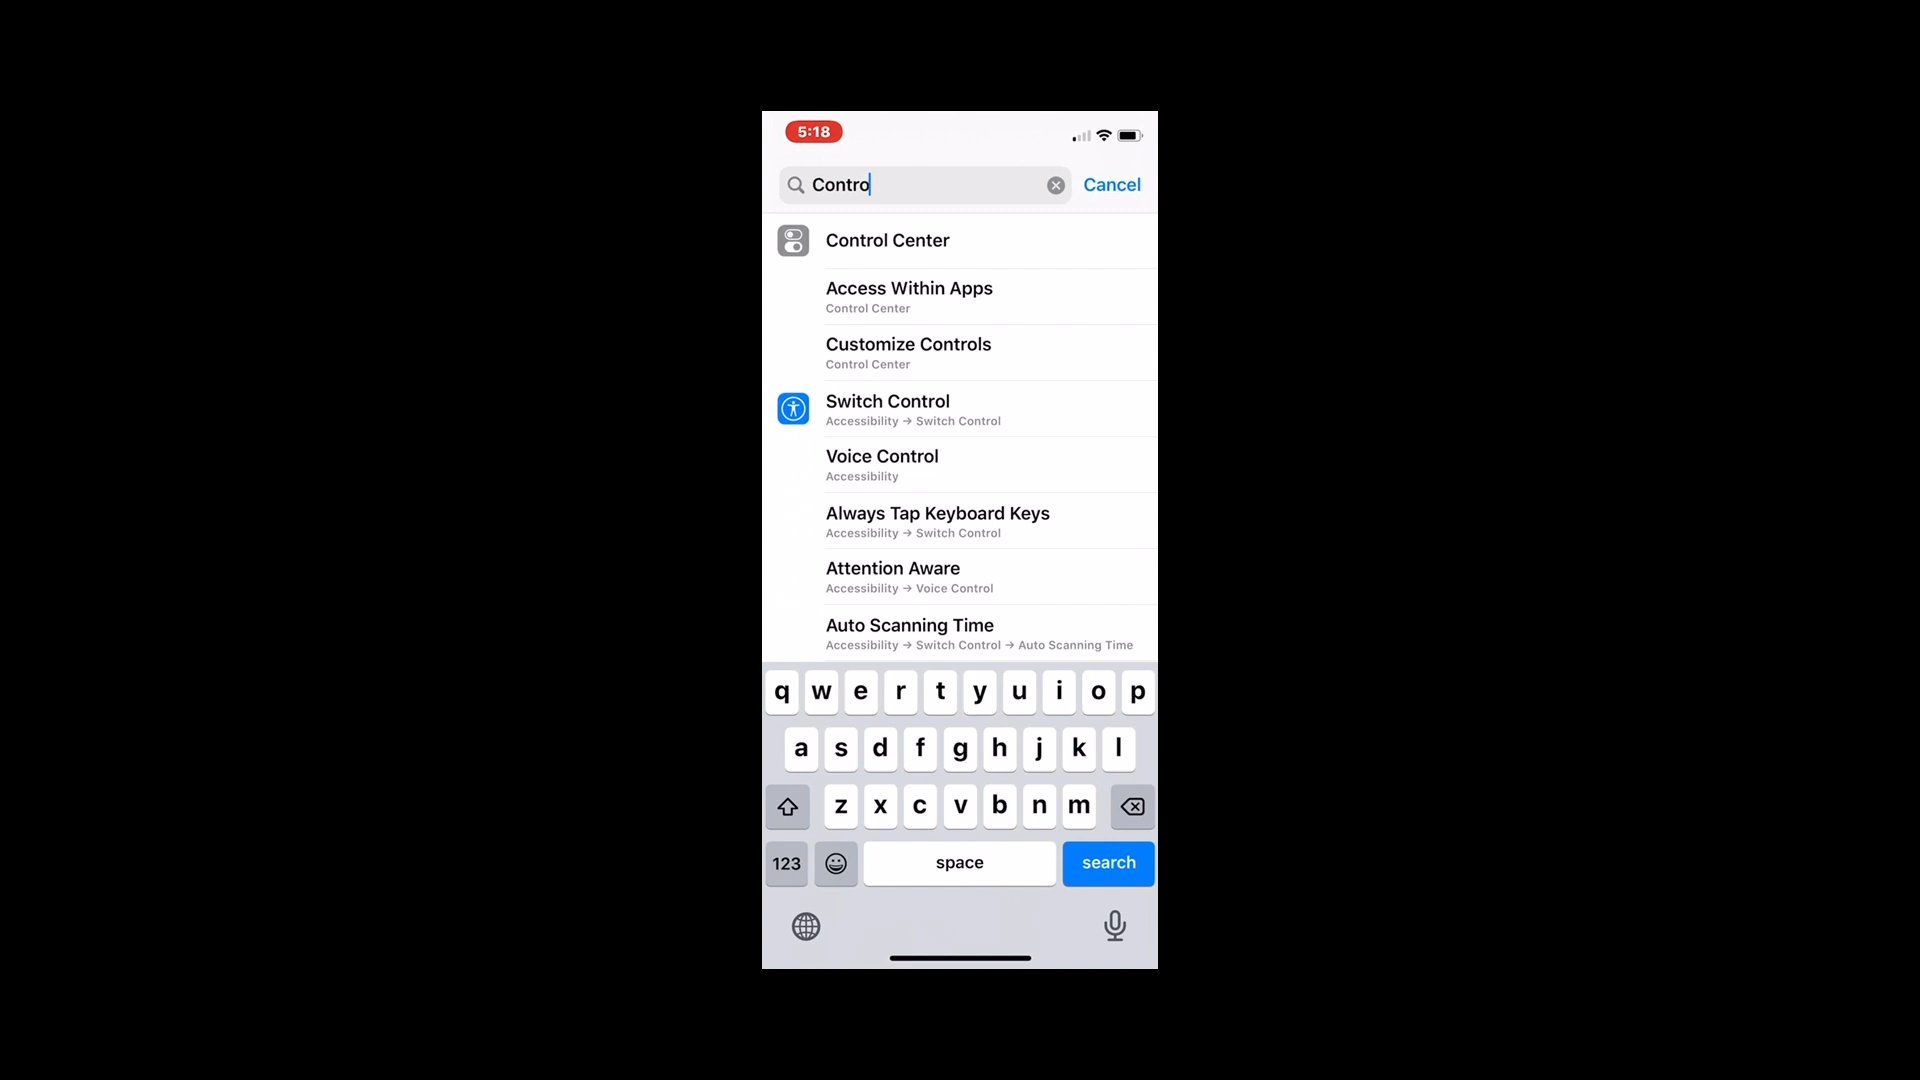 5:18
Contro
Cancel
Control Center
Access Within Apps
Control Center
Customize Controls
Control Center
Switch Control
Accessibility → Switch Control
Voice Control
Accessibility
Always Tap Keyboard Keys
Accessibility → Switch Control
Attention Aware
Accessibility → Voice Control
Auto Scanning Time
Accessibility → Switch Control → Auto Scanning Time
q w e r t y u i o p
a s d f g h j k l
z x c v b n m
123 space search